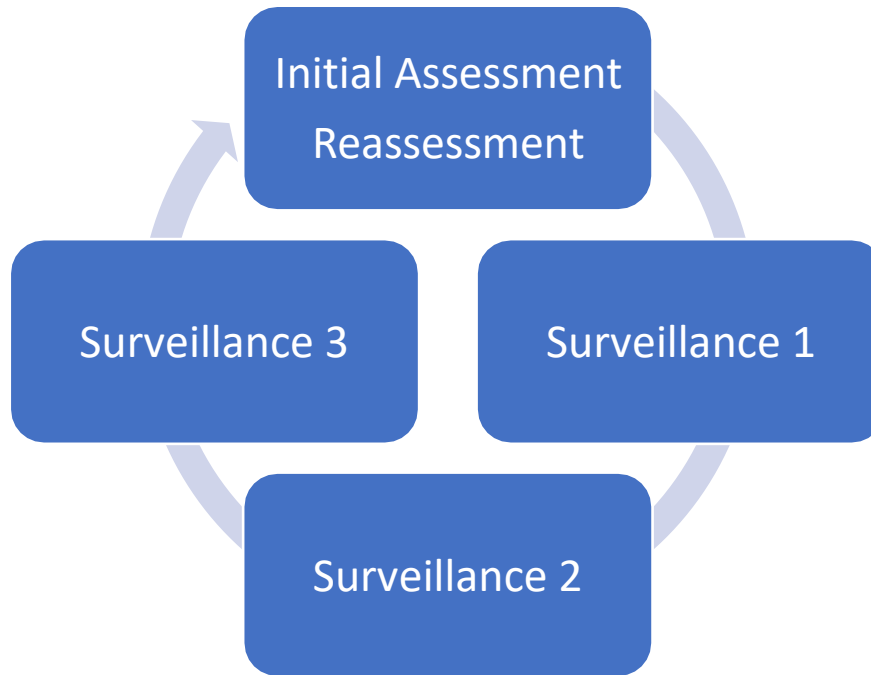 Initial Assessment
Reassessment
Surveillance 3
Surveillance 1
Surveillance 2